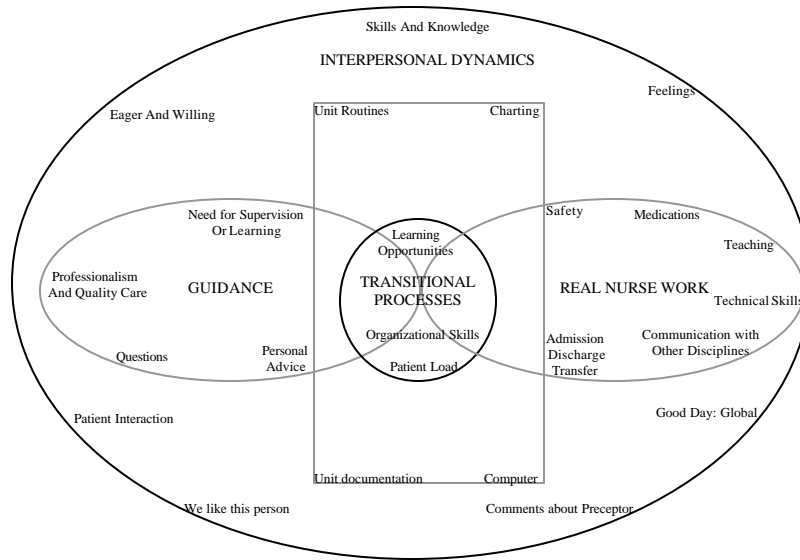 Skills And Knowledge
INTERPERSONAL DYNAMICS
Feelings
Eager And Willing
Unit Routines
Charting
Need for Supervision
Or Learning
Learning
Opportunities
Safety
Medications
Teaching
Professionalism
And Quality Care
GUIDANCE
TRANSITIONAL
PROCESSES
REAL NURSE WORK
Technical Skills
Questions
Personal
Advice
Organizational Skills
Patient Load
Admission
Discharge
Transfer
Communication with
Other Disciplines
Patient Interaction
Good Day: Global
Unit documentation
Computer
We like this person
Comments about Preceptor